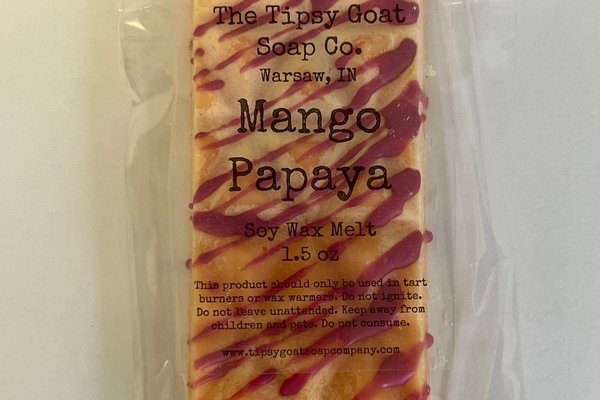 The Tipsy Goat
Soap Co.
Warsaw, IN
Mango
Papaya
Soy Wax Melt
1.5 oz
This product should only be used in tart
burners or wax warmers. Do not ignite.
Do not leave unattended. Keep away from
children and pets. Do not consume.
www.tipsygoatsoapcompany.com